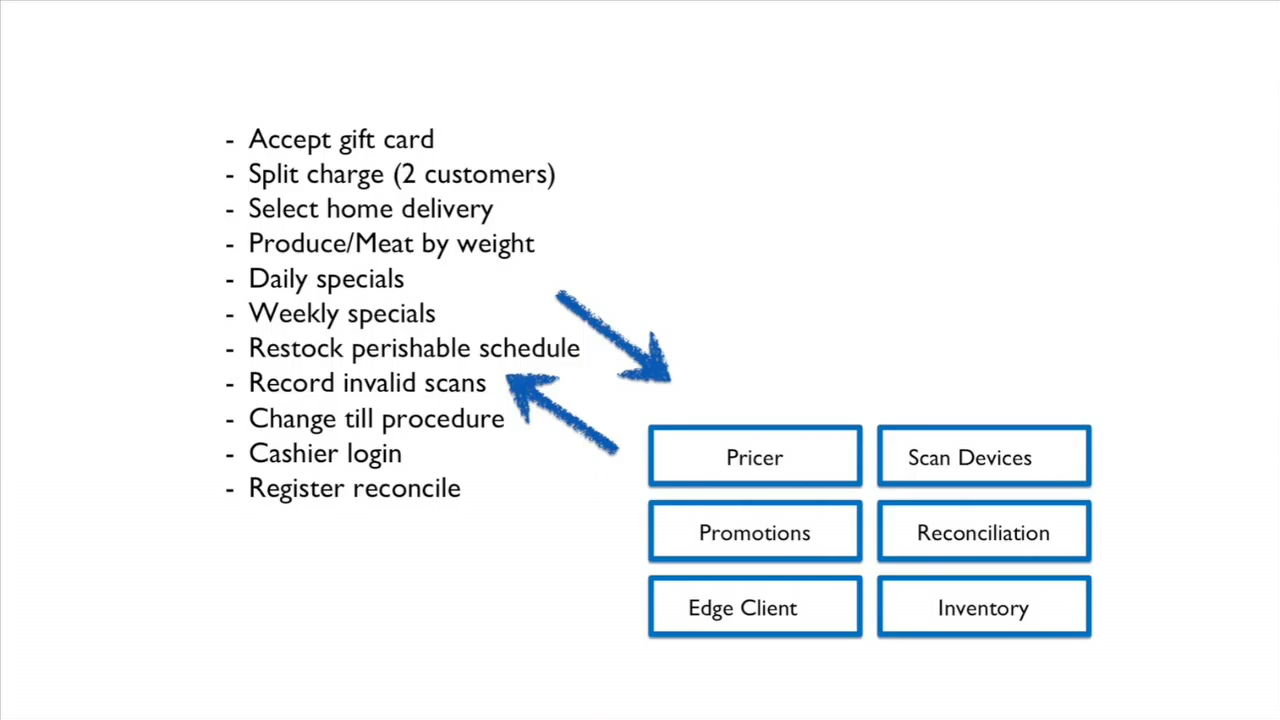 - Accept gift card
- Split charge (2 customers)
- Select home delivery
- Produce/Meat by weight
- Daily specials
- Weekly specials
- Restock perishable schedule
- Record invalid scans
- Change till procedure
- Cashier login
- Register reconcile
Pricer
Scan Devices
Promotions
Reconciliation
Edge Client
Inventory